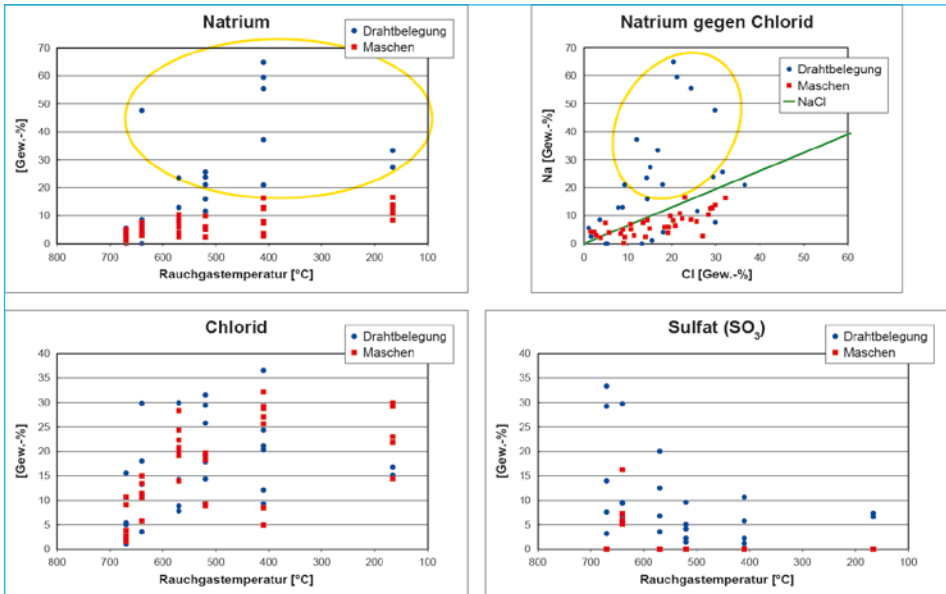 Natrium
Drahtbelegung
Maschen
[Gew.-%]
70
60
50
40
30
20
10
0
800 700 600 500 400 300 200 100
Rauchgastemperatur [°C]
Natrium gegen Chlorid
Drahtbelegung
Maschen
NaCl
Na [Gew.-%]
70
60
50
40
30
20
10
0
0 10 20 30 40 50 60
Cl [Gew.-%]
Chlorid
Drahtbelegung
Maschen
[Gew.-%]
40
35
30
25
20
15
10
5
0
800 700 600 500 400 300 200 100
Rauchgastemperatur [°C]
Sulfat (SO₃)
Drahtbelegung
Maschen
[Gew.-%]
40
35
30
25
20
15
10
5
0
800 700 600 500 400 300 200 100
Rauchgastemperatur [°C]